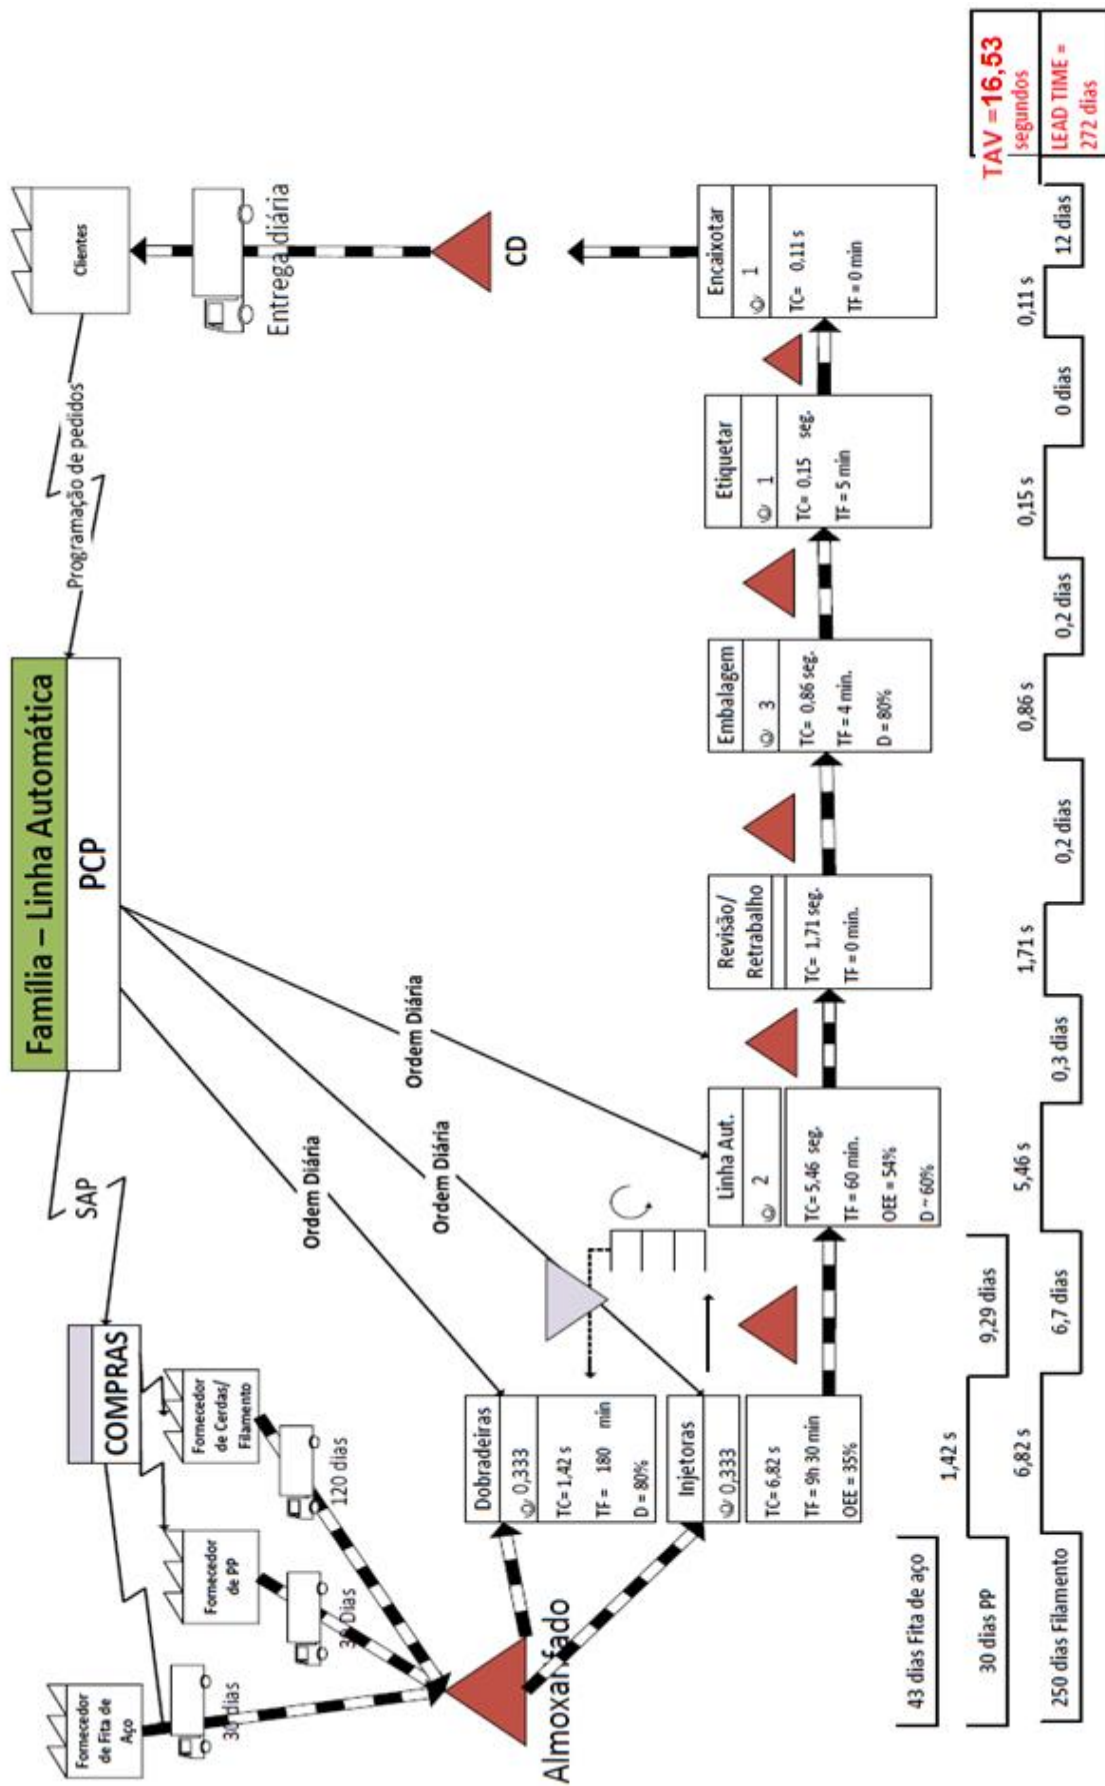 Família – Linha Automática
PCP
SAP
COMPRAS
Programação de pedidos
Clientes
Entrega diária
CD
Fornecedor
de Fita de
Aço
Fornecedor
de PP
Fornecedor
de Cerdas/
Filamento
30 dias
30 Dias
120 dias
Almoxarifado
Ordem Diária
Ordem Diária
Ordem Diária
Dobradeiras
0,333
TC= 1,42 s
TF = 180 min
D = 80%
Injetoras
0,333
TC= 6,82 s
TF = 9h 30 min
OEE = 35%
Linha Aut.
2
TC= 5,46 seg.
TF = 60 min.
OEE = 54%
D ~ 60%
Revisão/
Retrabalho
TC= 1,71 seg.
TF = 0 min.
Embalagem
3
TC= 0,86 seg.
TF = 4 min.
D = 80%
Etiquetar
1
TC= 0,15 seg.
TF = 5 min
Encaixotar
1
TC= 0,11 s
TF = 0 min
43 dias Fita de aço
1,42 s
30 dias PP
6,82 s
9,29 dias
250 dias Filamento
6,7 dias
5,46 s
0,3 dias
1,71 s
0,2 dias
0,86 s
0,2 dias
0,15 s
0 dias
0,11 s
12 dias
TAV =16,53
segundos
LEAD TIME =
272 dias